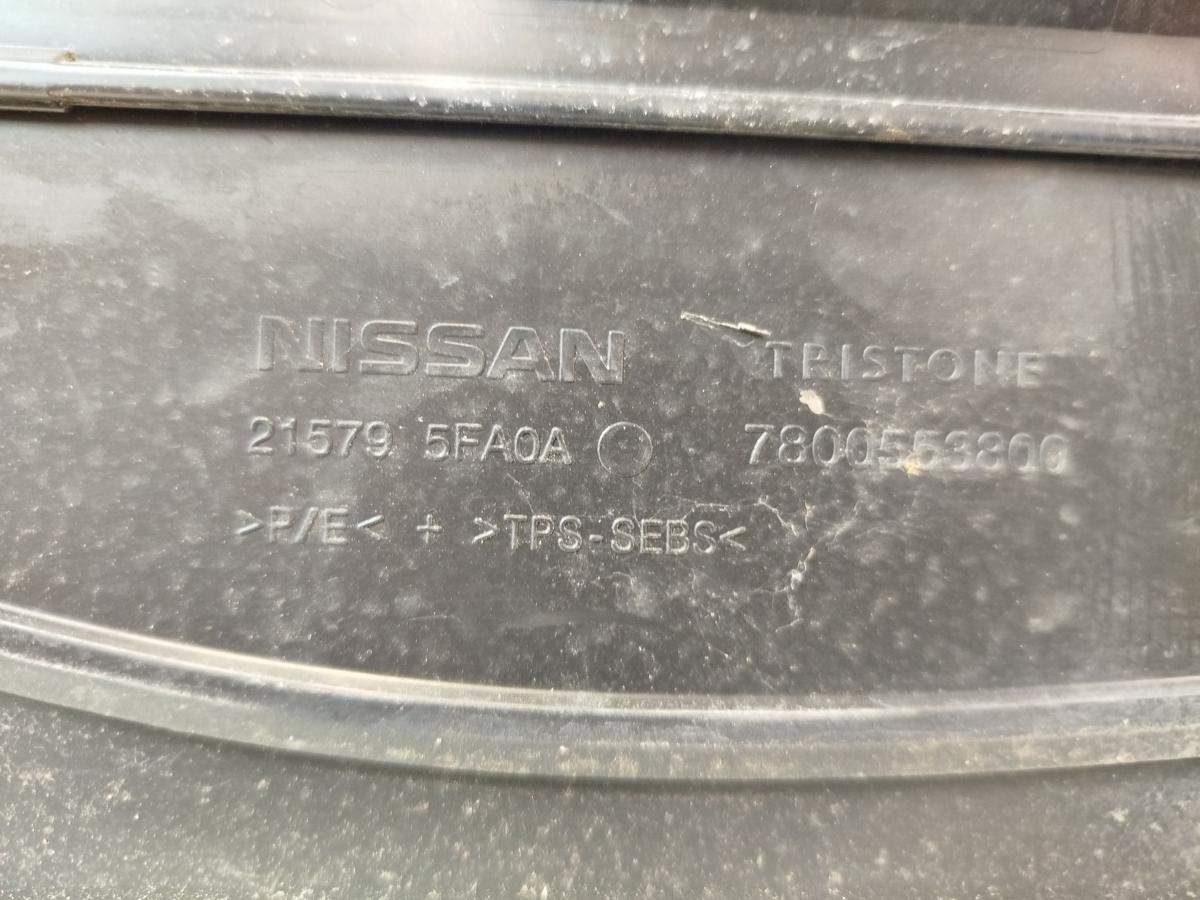 NISSAN TRISTONE
21579 5FA0A 7800553800
>P/E< + >TPS-SEBS<